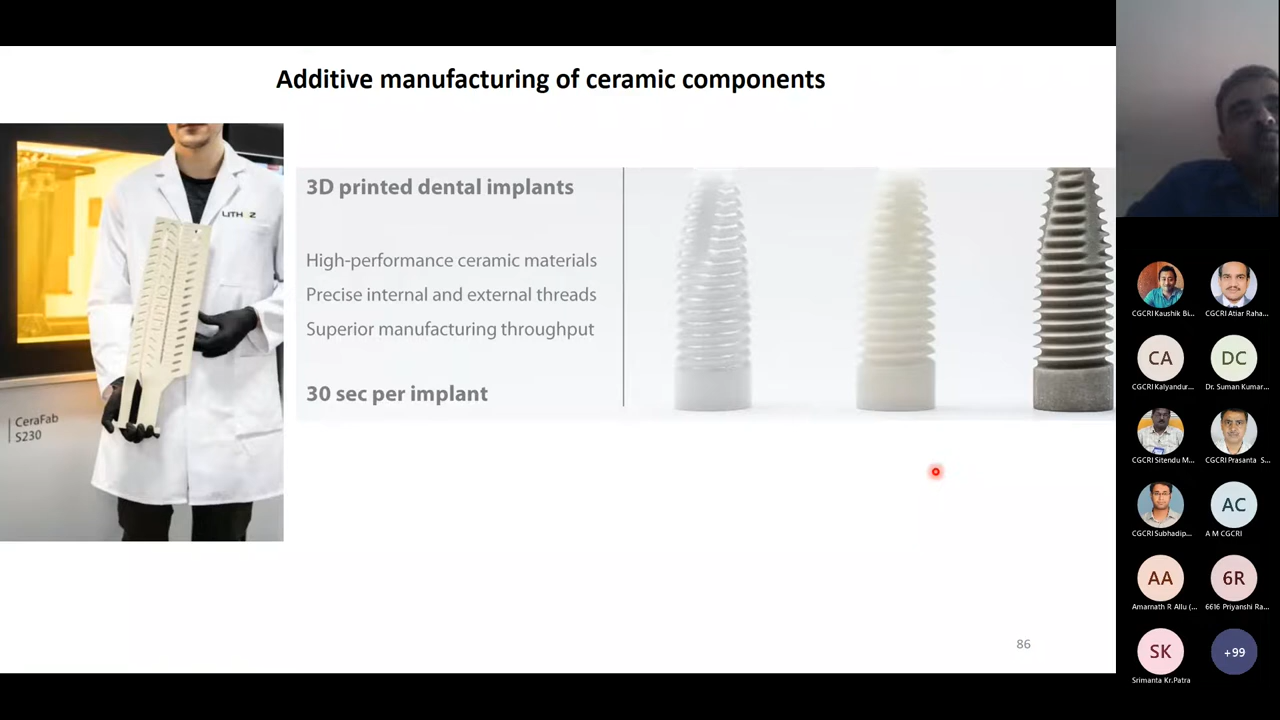 Additive manufacturing of ceramic components
LITHOZ
CeraFab
S230
3D printed dental implants
High-performance ceramic materials
Precise internal and external threads
Superior manufacturing throughput
30 sec per implant
86
CGCRI Kaushik Bi...
CGCRI Atiar Raha...
CA
DC
CGCRI Kalyandur...
Dr. Suman Kumar...
CGCRI Sitendu M...
CGCRI Prasanta S...
AC
CGCRI Subhadip...
A M CGCRI
AA
6R
Amarnath R Allu (...
6616 Priyanshi Ra...
SK
+99
Srimanta Kr.Patra